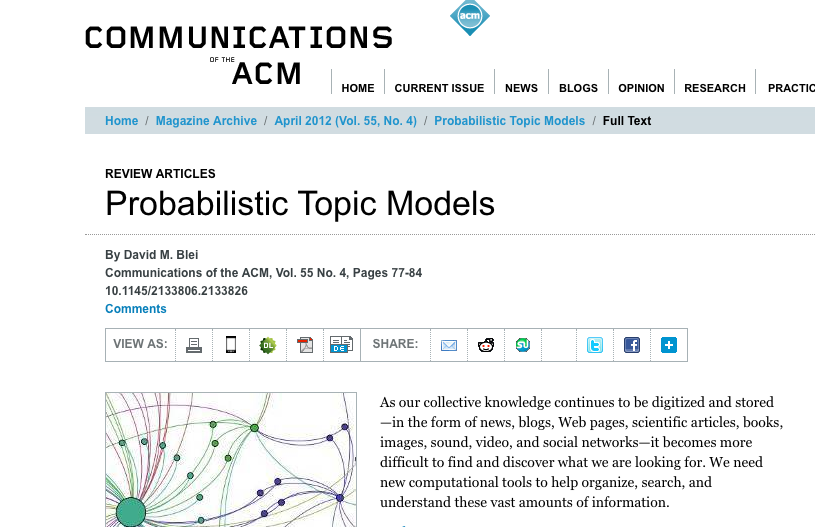 acm
COMMUNICATIONS
OF THE
ACM
HOME CURRENT ISSUE NEWS BLOGS OPINION RESEARCH PRACTIC
Home / Magazine Archive / April 2012 (Vol. 55, No. 4) / Probabilistic Topic Models / Full Text
REVIEW ARTICLES
Probabilistic Topic Models
By David M. Blei
Communications of the ACM, Vol. 55 No. 4, Pages 77-84
10.1145/2133806.2133826
Comments
VIEW AS: DL DE SHARE:
As our collective knowledge continues to be digitized and stored
—in the form of news, blogs, Web pages, scientific articles, books,
images, sound, video, and social networks—it becomes more
difficult to find and discover what we are looking for. We need
new computational tools to help organize, search, and
understand these vast amounts of information.